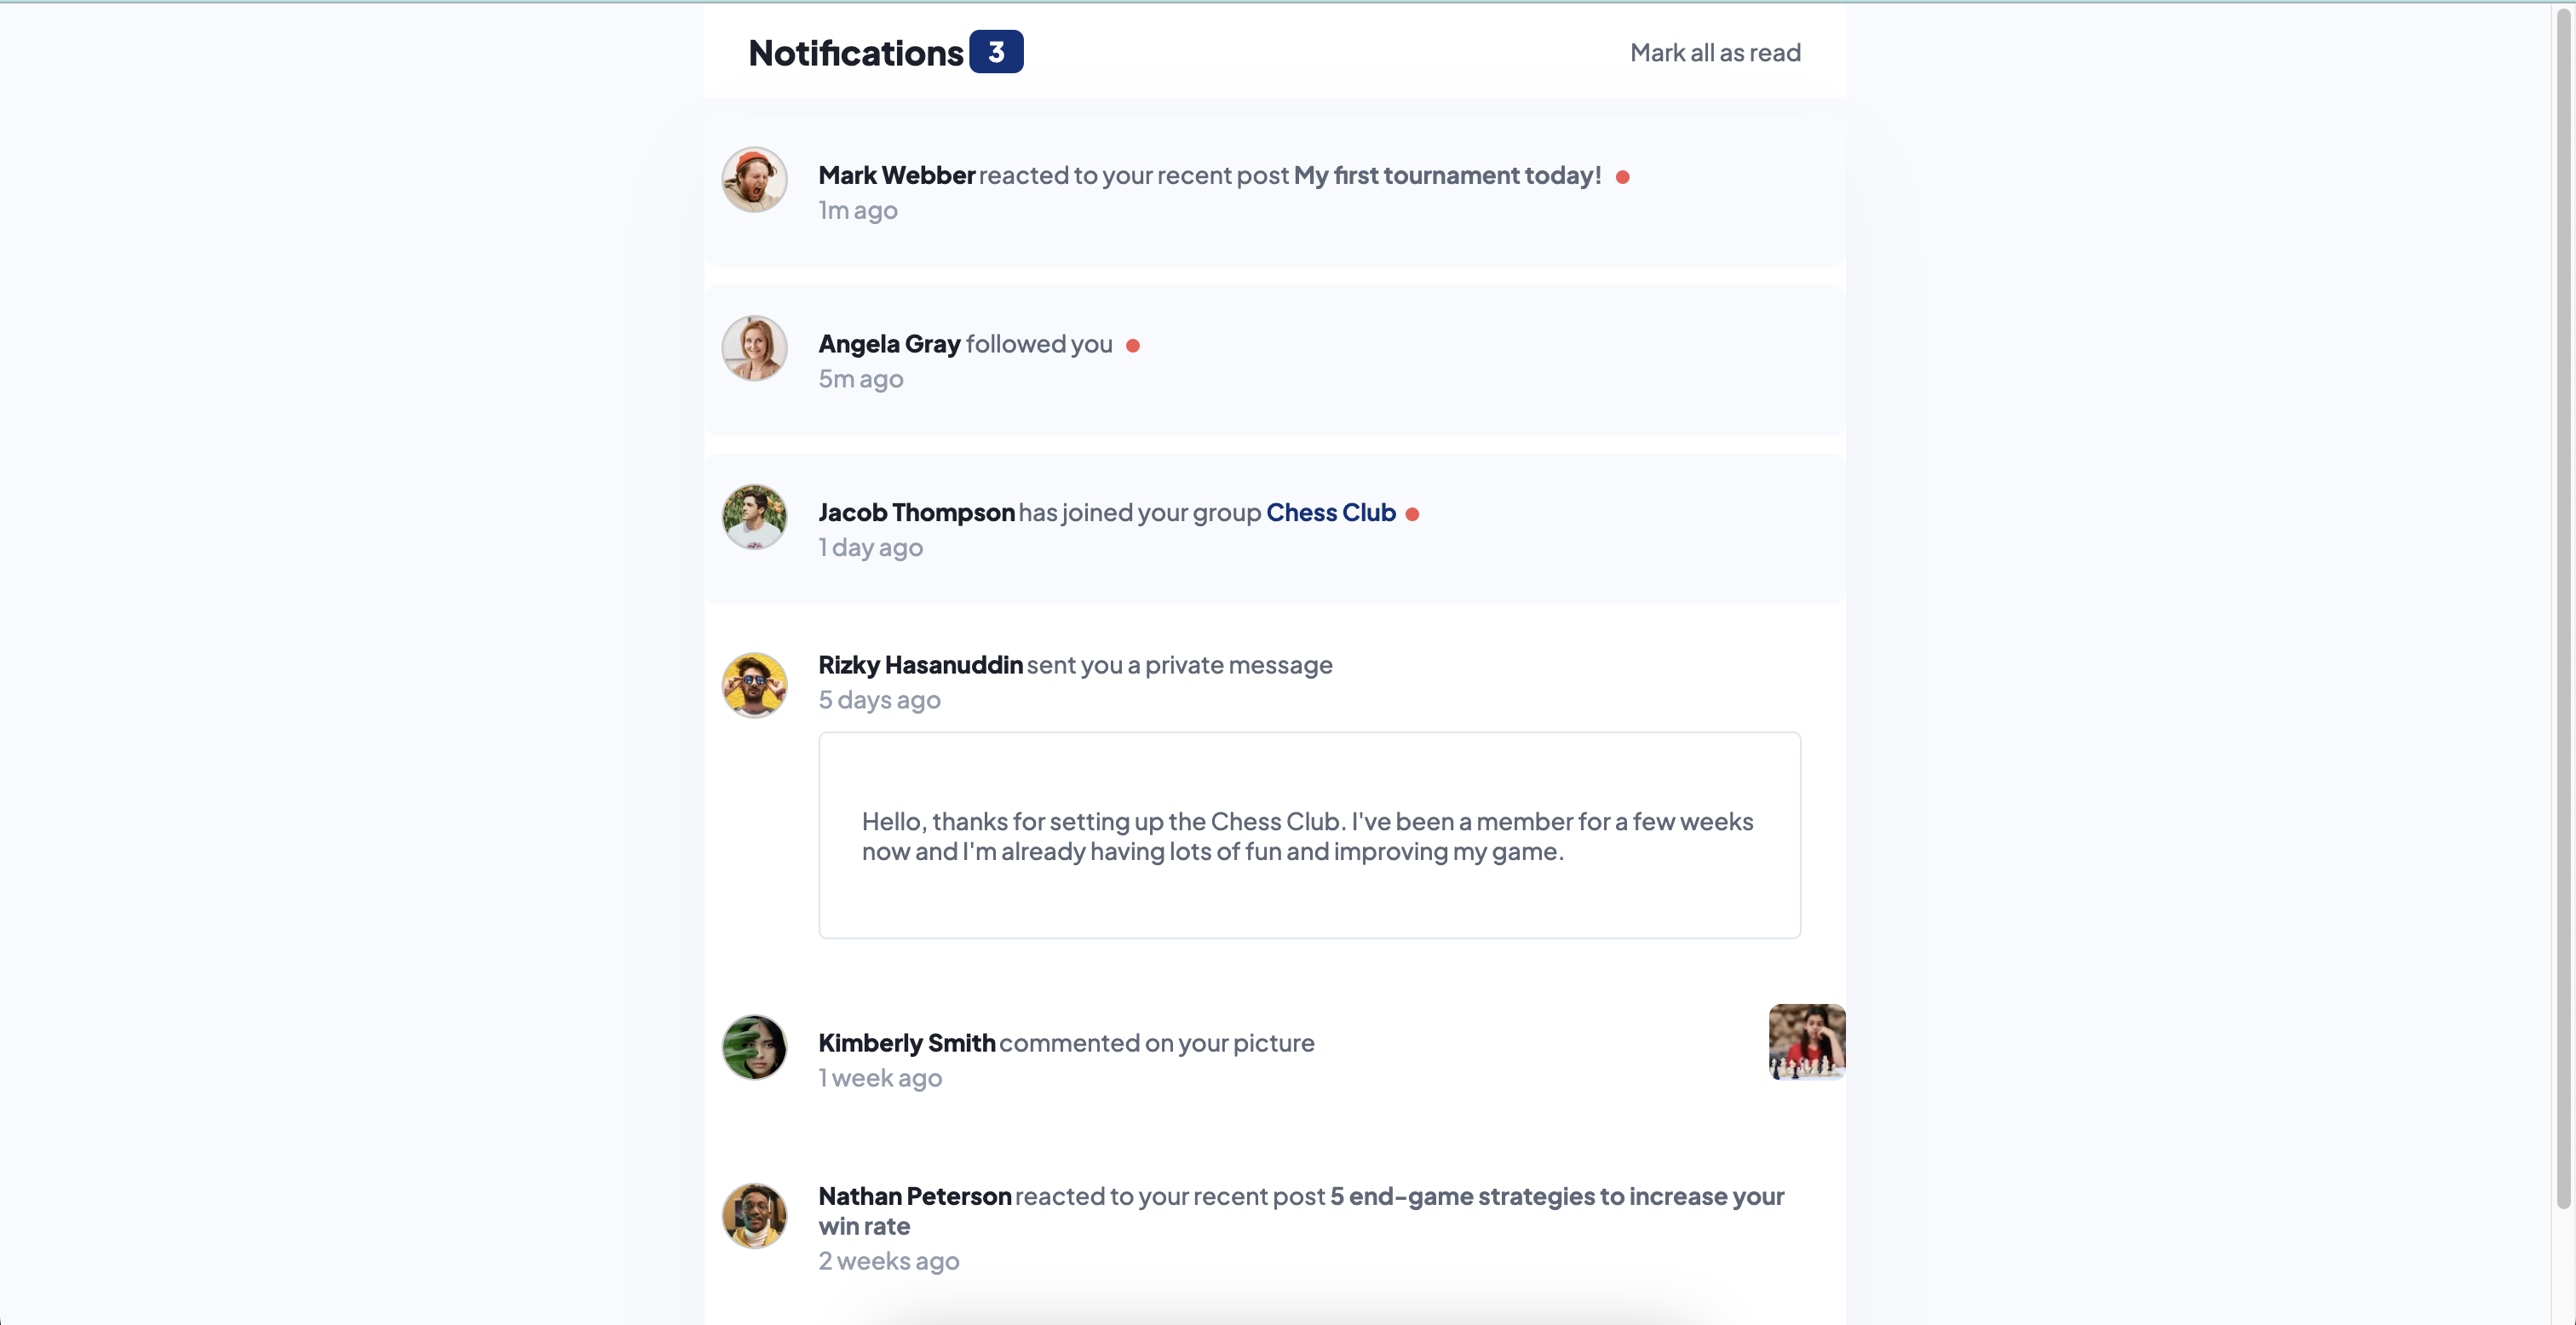 Notifications 3
Mark all as read
Mark Webber reacted to your recent post My first tournament today!
1m ago
Angela Gray followed you
5m ago
Jacob Thompson has joined your group Chess Club
1 day ago
Rizky Hasanuddin sent you a private message
5 days ago
Hello, thanks for setting up the Chess Club. I've been a member for a few weeks
now and I'm already having lots of fun and improving my game.
Kimberly Smith commented on your picture
1 week ago
Nathan Peterson reacted to your recent post 5 end-game strategies to increase your
win rate
2 weeks ago